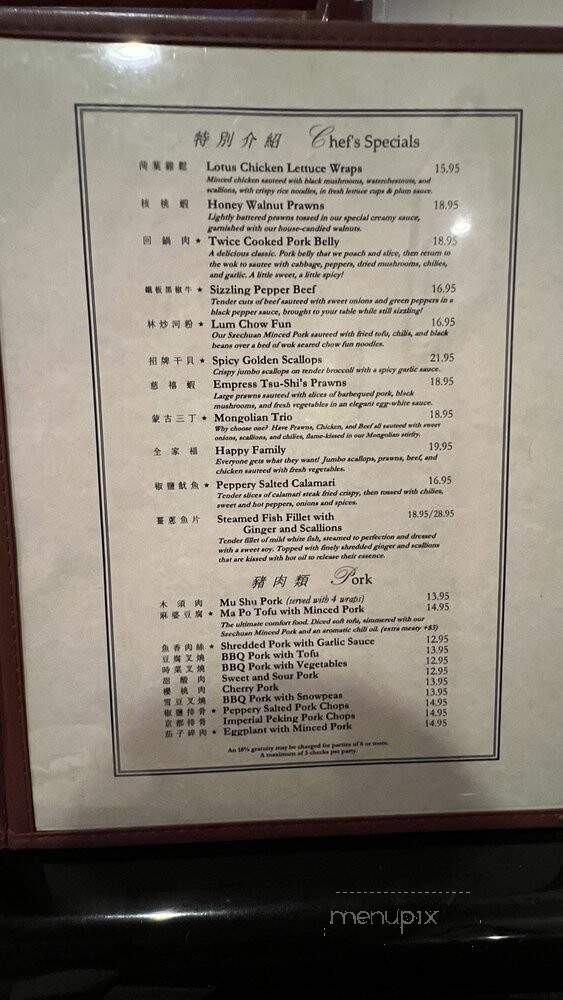 特別介紹 Chef's Specials
菏葉雞鬆 Lotus Chicken Lettuce Wraps 15.95
Minced chicken sauteed with black mushrooms, waterchestnuts, and
scallions, with crispy rice noodles, in fresh lettuce cups & plum sauce.
核桃蝦 Honey Walnut Prawns 18.95
Lightly battered prawns tossed in our special creamy sauce,
garnished with our house-candied walnuts.
回鍋肉 ★ Twice Cooked Pork Belly 18.95
A delicious classic. Pork belly that we poach and slice, then return to
the wok to sautee with cabbage, peppers, dried mushrooms, chilies,
and garlic. A little sweet, a little spicy!
鐵板黑椒牛 ★ Sizzling Pepper Beef 16.95
Tender cuts of beef sauteed with sweet onions and green peppers in a
black pepper sauce, brought to your table while still sizzling!
林炒河粉 ★ Lum Chow Fun 16.95
Our Szechuan Minced Pork sauteed with fried tofu, chilis, and black
beans over a bed of wok seared chow fun noodles.
招牌干貝 ★ Spicy Golden Scallops 21.95
Crispy jumbo scallops on tender broccoli with a spicy garlic sauce.
慈禧蝦 Empress Tsu-Shi's Prawns 18.95
Large prawns sauteed with slices of barbequed pork, black
mushrooms, and fresh vegetables in an elegant egg-white sauce.
蒙古三丁 ★ Mongolian Trio 18.95
Why choose one? Have Prawns, Chicken, and Beef all sauteed with sweet
onions, scallions, and chilies, flame-kissed in our Mongolian stirfry.
全家福 Happy Family 19.95
Everyone gets what they want! Jumbo scallops, prawns, beef, and
chicken sauteed with fresh vegetables.
椒鹽魷魚 ★ Peppery Salted Calamari 16.95
Tender slices of calamari steak fried crispy, then tossed with chilies,
sweet and hot peppers, onions and spices.
薑蔥魚片 Steamed Fish Fillet with 18.95/28.95
Ginger and Scallions
Tender fillet of mild white fish, steamed to perfection and dressed
with a sweet soy. Topped with finely shredded ginger and scallions
that are kissed with hot oil to release their essence.
豬肉類 Pork
木須肉 Mu Shu Pork (served with 4 wraps) 13.95
麻婆豆腐 ★ Ma Po Tofu with Minced Pork 14.95
The ultimate comfort food. Diced soft tofu, simmered with our
Szechuan Minced Pork and an aromatic chili oil. (extra meaty +$3)
魚香肉絲 ★ Shredded Pork with Garlic Sauce 12.95
豆腐叉燒 BBQ Pork with Tofu 13.95
時菜叉燒 BBQ Pork with Vegetables 12.95
甜酸肉 Sweet and Sour Pork 12.95
櫻桃肉 Cherry Pork 13.95
雪豆叉燒 BBQ Pork with Snowpeas 13.95
椒鹽排骨 ★ Peppery Salted Pork Chops 14.95
京都排骨 Imperial Peking Pork Chops 14.95
茄子碎肉 ★ Eggplant with Minced Pork 14.95
An 18% gratuity may be charged for parties of 6 or more.
A maximum of 3 checks per party.
menupix